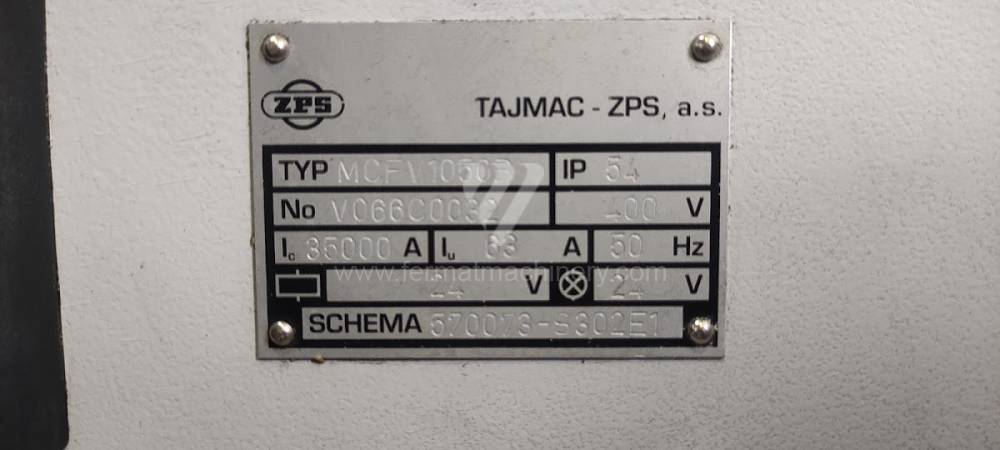 ZPS
TAJMAC - ZPS, a.s.
TYP IP 54
No V066C0032 400 V
Ic 35000 A Iu 63 A 50 Hz
www.fermatmachinery.com
24 V 24 V
SCHEMA 570073-S302E1